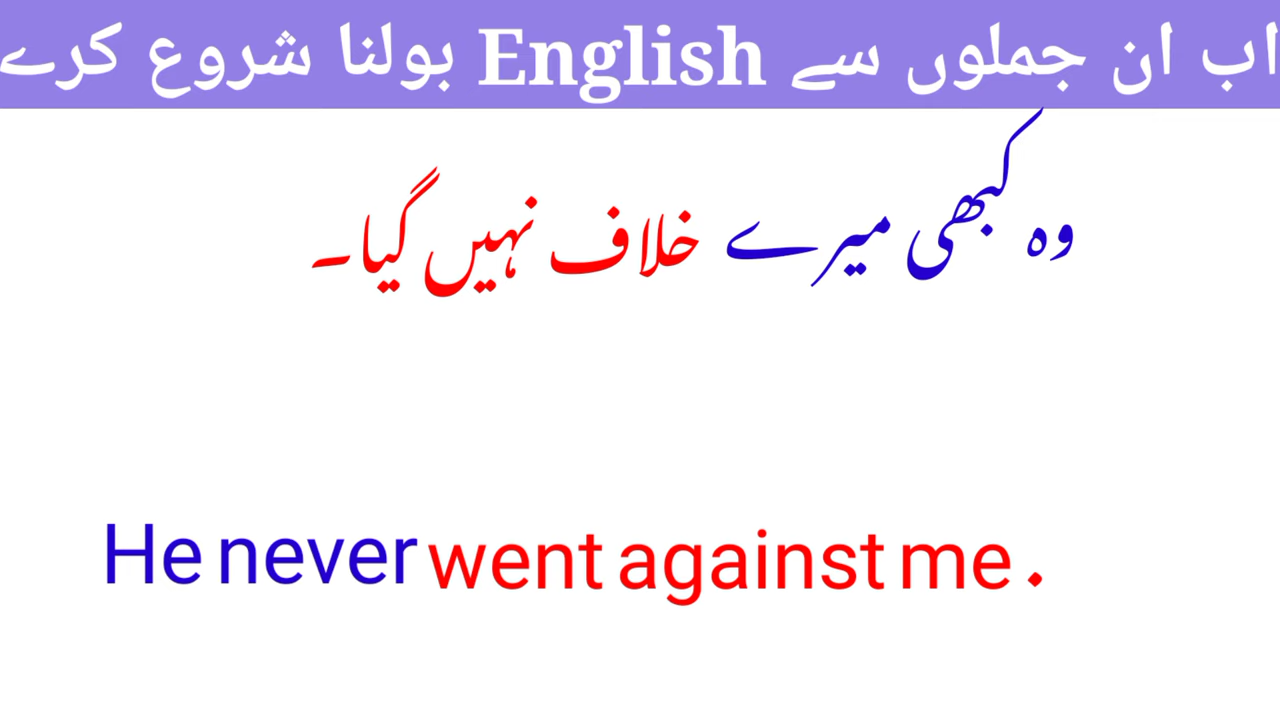 اب ان جملوں سے English بولنا شروع کرے
وہ کبھی میرے خلاف نہیں گیا۔
He never went against me .